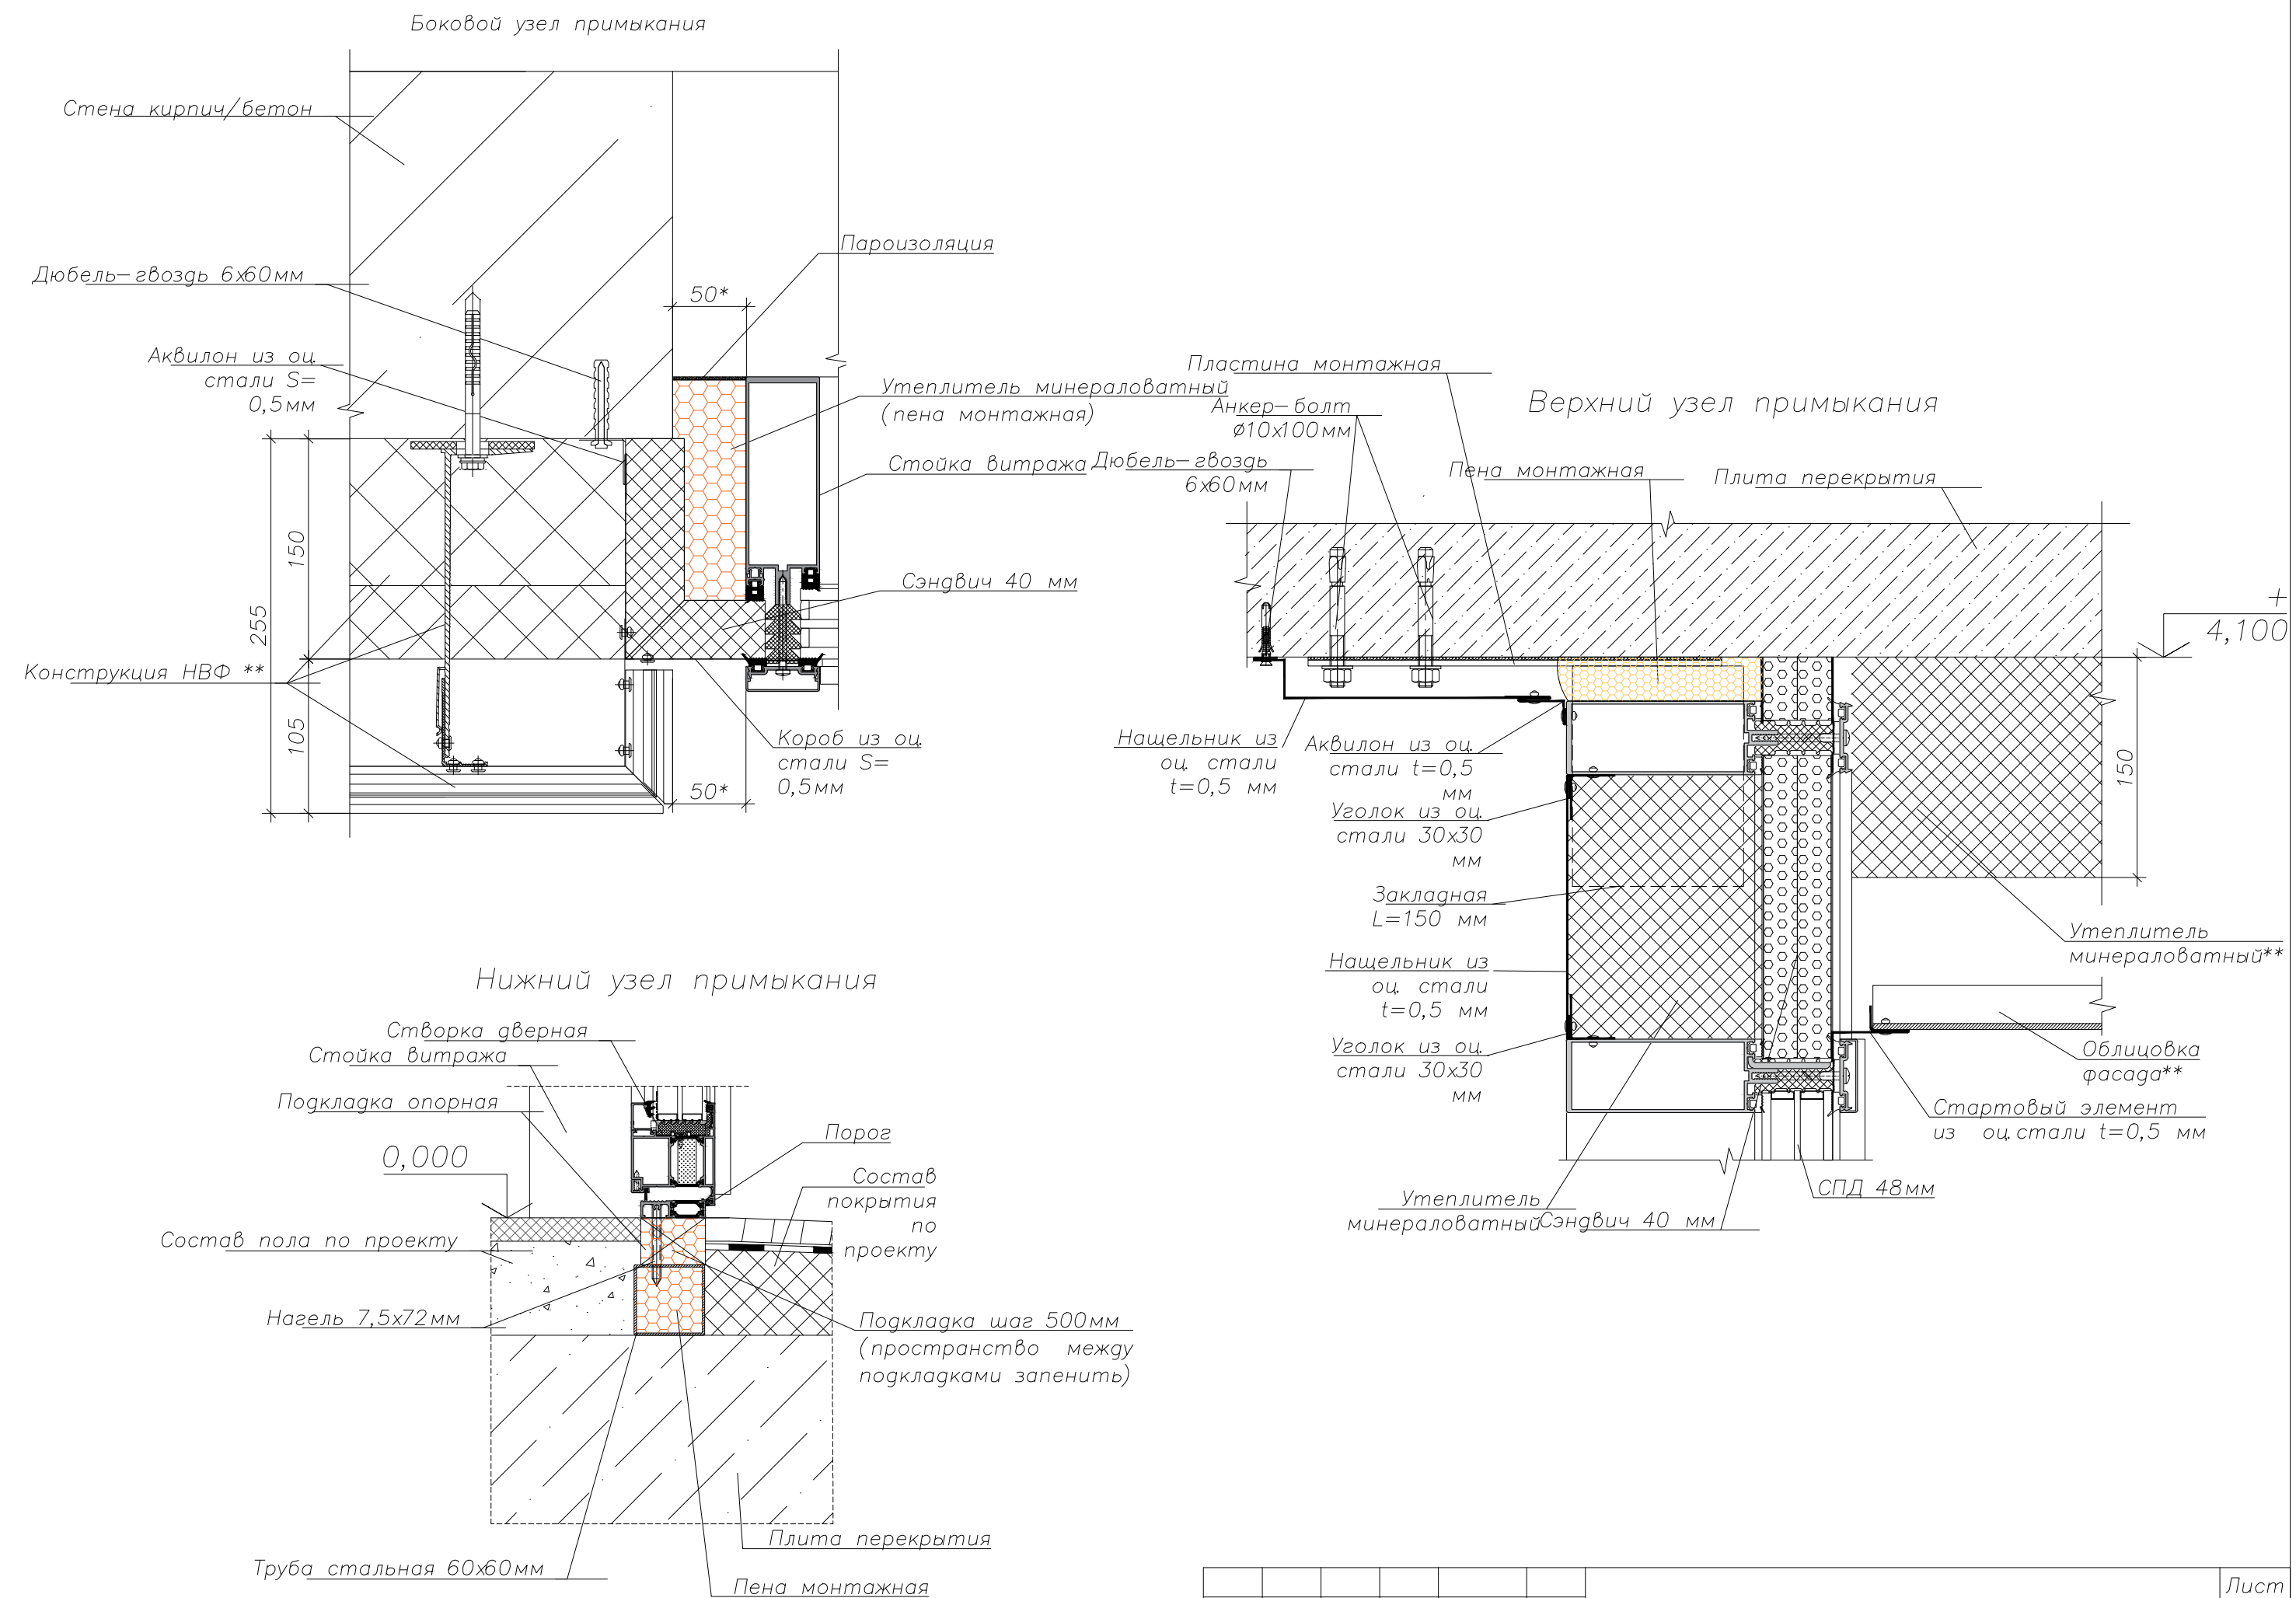 Боковой узел примыкания
Стена кирпич/бетон
Пароизоляция
Дюбель-гвоздь 6х60мм
50*
Аквилон из оц.
стали S=
0,5мм
Утеплитель минераловатный
(пена монтажная)
Стойка витража
150
255
Сэндвич 40 мм
Конструкция НВФ **
105
Короб из оц.
стали S=
0,5мм
50*
Верхний узел примыкания
Пластина монтажная
Анкер-болт
ø10х100мм
Дюбель-гвоздь
6х60мм
Пена монтажная
Плита перекрытия
+
4,100
Нащельник из
оц. стали
t=0,5 мм
Аквилон из оц.
стали t=0,5
мм
Уголок из оц.
стали 30х30
мм
150
Закладная
L=150 мм
Нащельник из
оц. стали
t=0,5 мм
Уголок из оц.
стали 30х30
мм
Утеплитель
минераловатный**
Облицовка
фасада**
Стартовый элемент
из оц.стали t=0,5 мм
СПД 48мм
Утеплитель
минераловатный
Сэндвич 40 мм
Нижний узел примыкания
Створка дверная
Стойка витража
Подкладка опорная
0,000
Порог
Состав
покрытия
по
проекту
Состав пола по проекту
Нагель 7,5х72мм
Подкладка шаг 500мм
(пространство между
подкладками запенить)
Плита перекрытия
Труба стальная 60х60мм
Пена монтажная
Лист